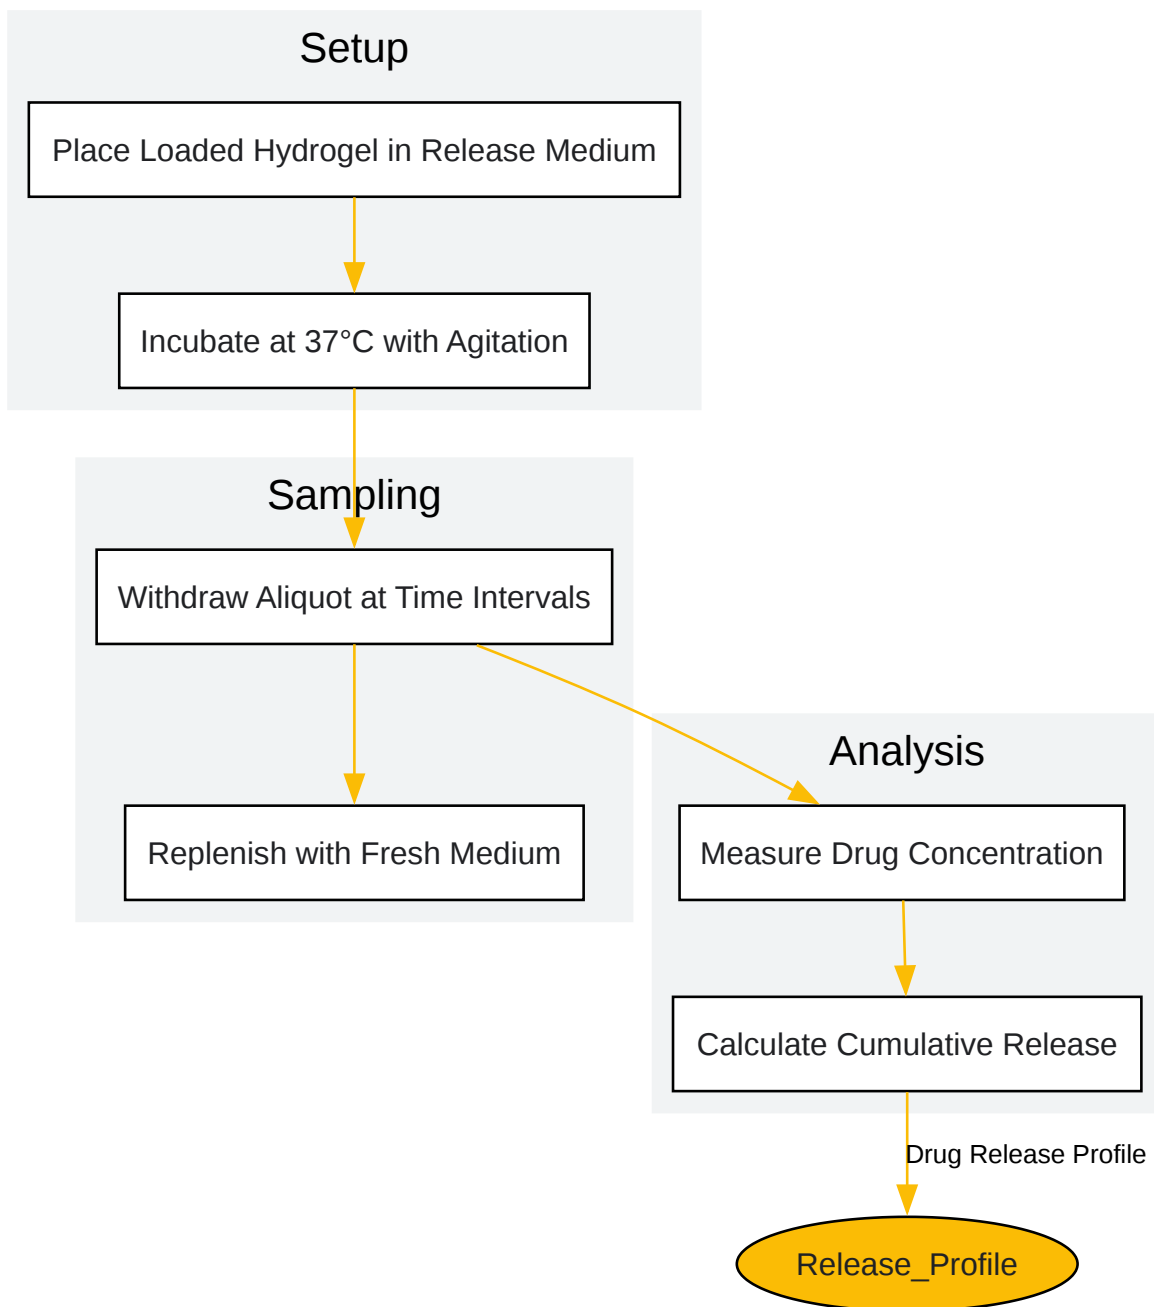 Setup
Place Loaded Hydrogel in Release Medium
Incubate at 37°C with Agitation
Sampling
Withdraw Aliquot at Time Intervals
Replenish with Fresh Medium
Analysis
Measure Drug Concentration
Calculate Cumulative Release
Drug Release Profile
Release_Profile